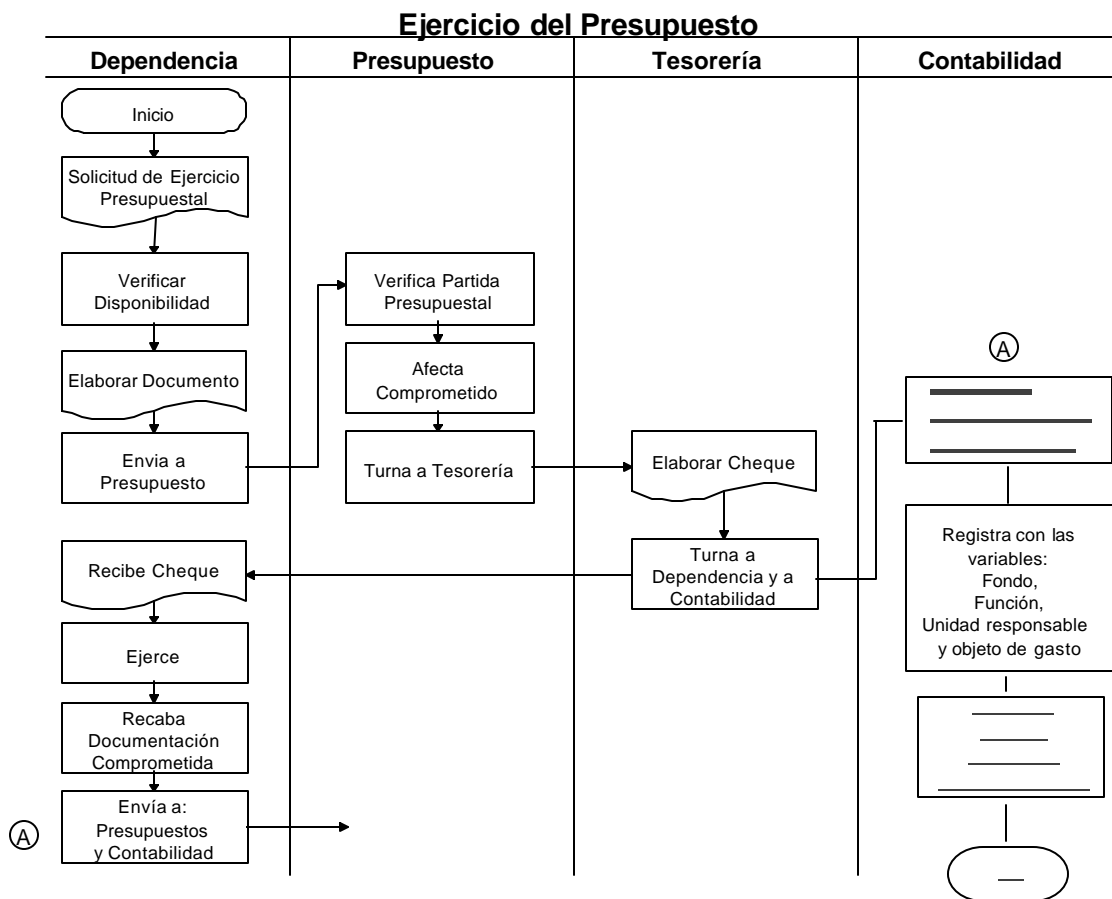 Ejercicio del Presupuesto
Dependencia
Presupuesto
Tesorería
Contabilidad
Inicio
Solicitud de Ejercicio
Presupuestal
Verificar
Disponibilidad
Elaborar Documento
Envia a
Presupuesto
Recibe Cheque
Ejerce
Recaba
Documentación
Comprometida
Envía a:
Presupuestos
y Contabilidad
A
Verifica Partida
Presupuestal
Afecta
Comprometido
Turna a Tesorería
Elaborar Cheque
Turna a
Dependencia y a
Contabilidad
A
Registra con las
variables:
Fondo,
Función,
Unidad responsable
y objeto de gasto